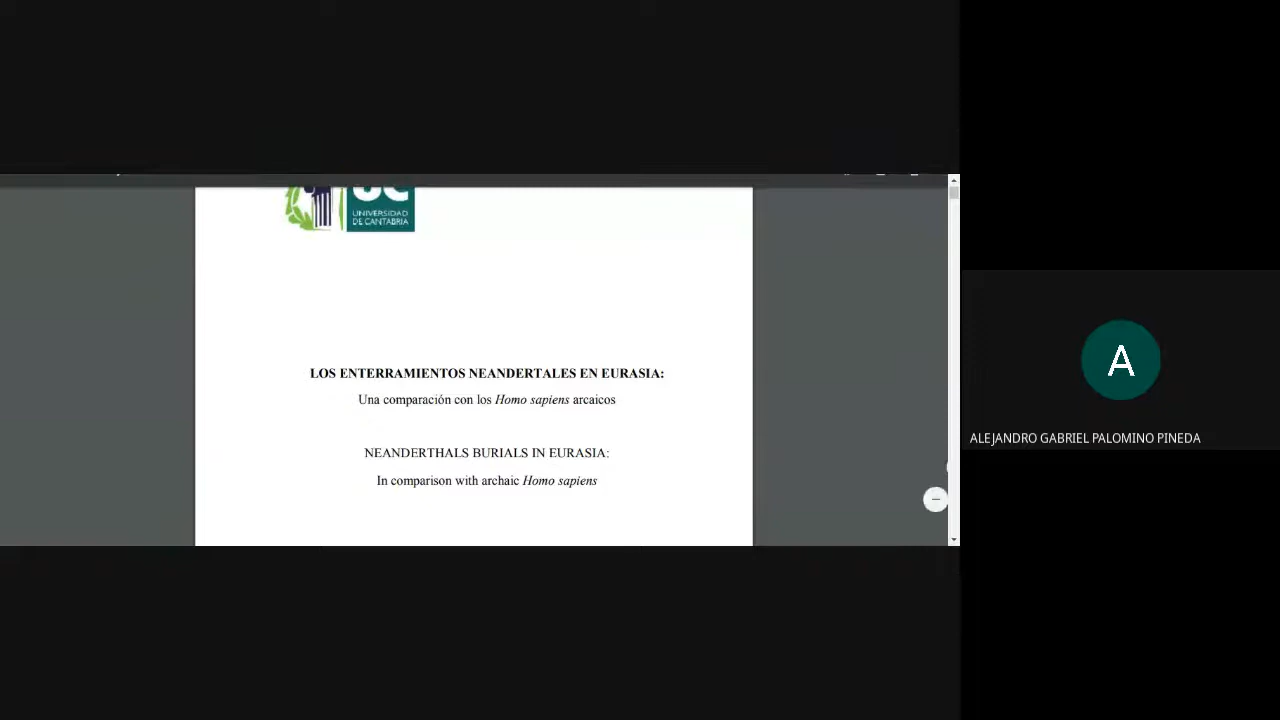 UNIVERSIDAD
DE CANTABRIA
LOS ENTERRAMIENTOS NEANDERTALES EN EURASIA:
Una comparación con los Homo sapiens arcaicos
NEANDERTHALS BURIALS IN EURASIA:
In comparison with archaic Homo sapiens
A
ALEJANDRO GABRIEL PALOMINO PINEDA